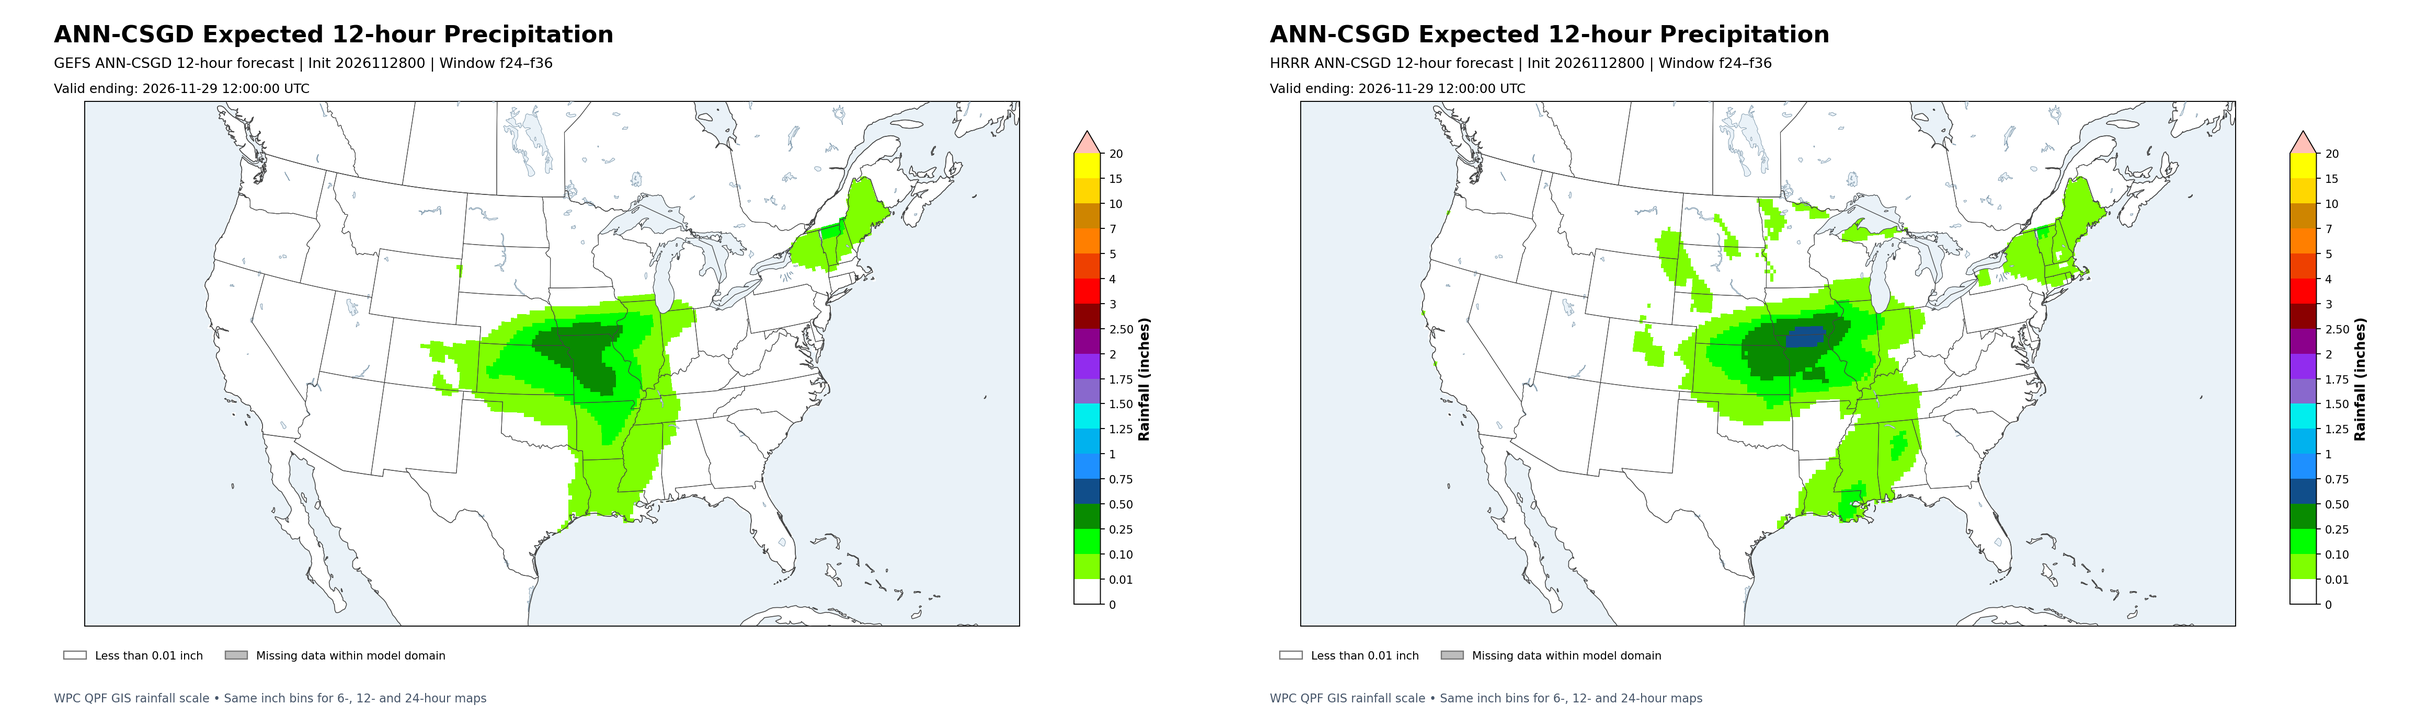 ANN-CSGD Expected 12-hour Precipitation
GEFS ANN-CSGD 12-hour forecast | Init 2026112800 | Window f24–f36
Valid ending: 2026-11-29 12:00:00 UTC
20
15
10
7
5
4
3
2.50
2
1.75
1.50
1.25
1
0.75
0.50
0.25
0.10
0.01
0
Rainfall (inches)
Less than 0.01 inch
Missing data within model domain
WPC QPF GIS rainfall scale • Same inch bins for 6-, 12- and 24-hour maps
ANN-CSGD Expected 12-hour Precipitation
HRRR ANN-CSGD 12-hour forecast | Init 2026112800 | Window f24–f36
Valid ending: 2026-11-29 12:00:00 UTC
20
15
10
7
5
4
3
2.50
2
1.75
1.50
1.25
1
0.75
0.50
0.25
0.10
0.01
0
Rainfall (inches)
Less than 0.01 inch
Missing data within model domain
WPC QPF GIS rainfall scale • Same inch bins for 6-, 12- and 24-hour maps